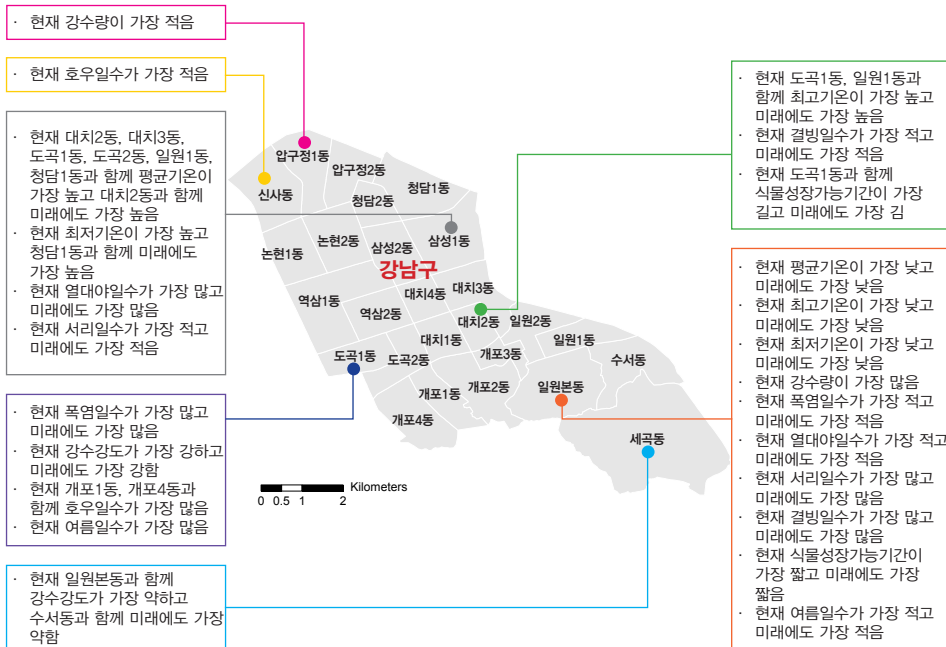 · 현재 강수량이 가장 적음
· 현재 호우일수가 가장 적음
· 현재 대치2동, 대치3동,
도곡1동, 도곡2동, 일원1동,
청담1동과 함께 평균기온이
가장 높고 대치2동과 함께
미래에도 가장 높음
· 현재 최저기온이 가장 높고
청담1동과 함께 미래에도
가장 높음
· 현재 열대야일수가 가장 많고
미래에도 가장 많음
· 현재 서리일수가 가장 적고
미래에도 가장 적음
· 현재 폭염일수가 가장 많고
미래에도 가장 많음
· 현재 강수강도가 가장 강하고
미래에도 가장 강함
· 현재 개포1동, 개포4동과
함께 호우일수가 가장 많음
· 현재 여름일수가 가장 많음
· 현재 일원본동과 함께
강수강도가 가장 약하고
수서동과 함께 미래에도 가장
약함
압구정1동
압구정2동
신사동
청담1동
청담2동
논현1동
논현2동
삼성2동
삼성1동
강남구
역삼1동
역삼2동
대치4동
대치3동
대치2동
일원2동
대치1동
일원1동
도곡1동
도곡2동
개포3동
수서동
개포1동
개포2동
일원본동
개포4동
세곡동
Kilometers
0 0.5 1 2
· 현재 도곡1동, 일원1동과
함께 최고기온이 가장 높고
미래에도 가장 높음
· 현재 결빙일수가 가장 적고
미래에도 가장 적음
· 현재 도곡1동과 함께
식물성장가능기간이 가장
길고 미래에도 가장 김
· 현재 평균기온이 가장 낮고
미래에도 가장 낮음
· 현재 최고기온이 가장 낮고
미래에도 가장 낮음
· 현재 최저기온이 가장 낮고
미래에도 가장 낮음
· 현재 강수량이 가장 많음
· 현재 폭염일수가 가장 적고
미래에도 가장 적음
· 현재 열대야일수가 가장 적고
미래에도 가장 적음
· 현재 서리일수가 가장 많고
미래에도 가장 많음
· 현재 결빙일수가 가장 많고
미래에도 가장 많음
· 현재 식물성장가능기간이
가장 짧고 미래에도 가장
짧음
· 현재 여름일수가 가장 적고
미래에도 가장 적음